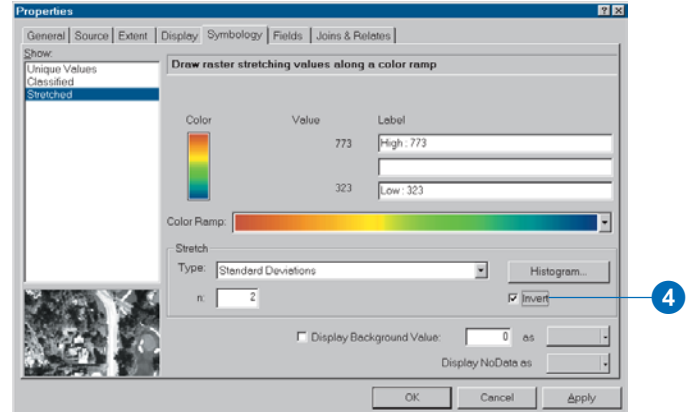 Properties
General Source Extent Display Symbology Fields Joins & Relates
Show:
Unique Values
Classified
Stretched
Draw raster stretching values along a color ramp
Color Value Label
773 High : 773
323 Low : 323
Color Ramp:
Stretch
Type: Standard Deviations Histogram...
n: 2 Invert
4
Display Background Value: 0 as
Display NoData as
OK Cancel Apply